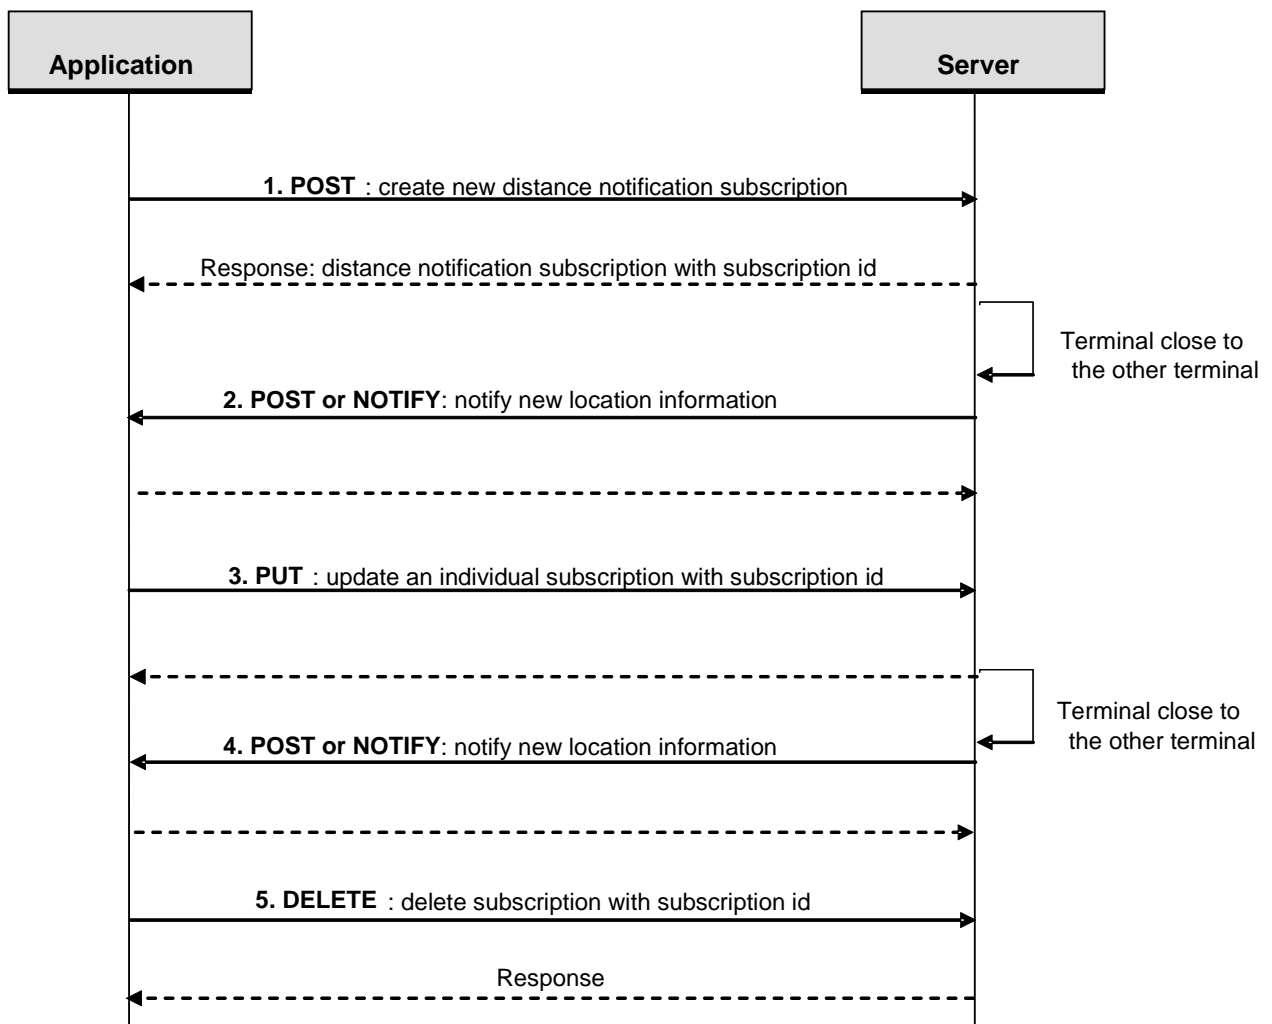 Application
Server
1. POST : create new distance notification subscription
Response: distance notification subscription with subscription id
Terminal close to
the other terminal
2. POST or NOTIFY: notify new location information
3. PUT : update an individual subscription with subscription id
Terminal close to
the other terminal
4. POST or NOTIFY: notify new location information
5. DELETE : delete subscription with subscription id
Response